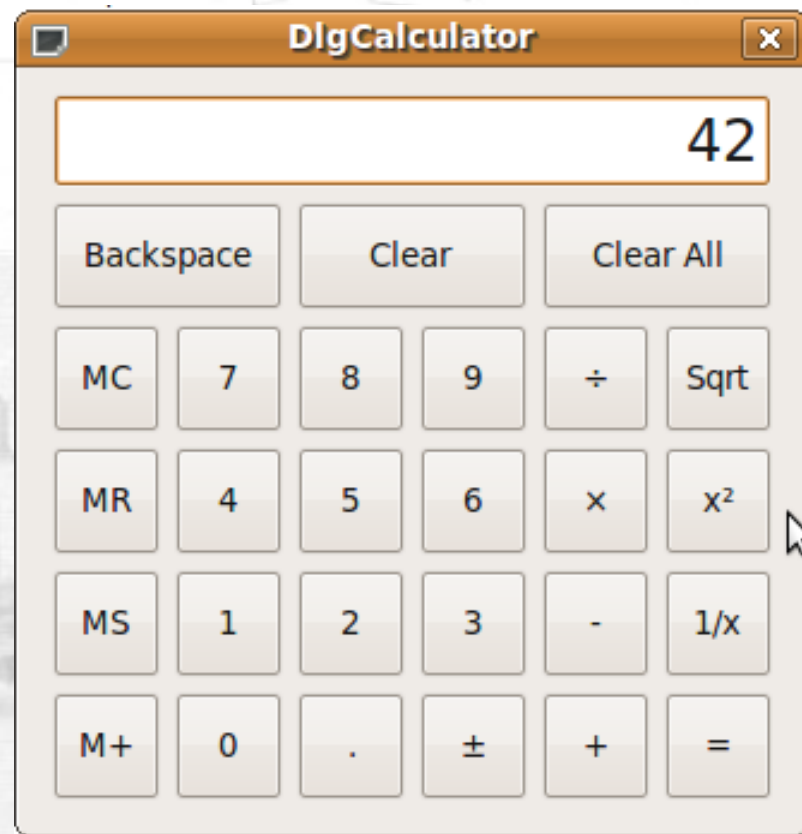 DlgCalculator
42
Backspace Clear Clear All
MC 7 8 9 ÷ Sqrt
MR 4 5 6 × x²
MS 1 2 3 - 1/x
M+ 0 . ± + =